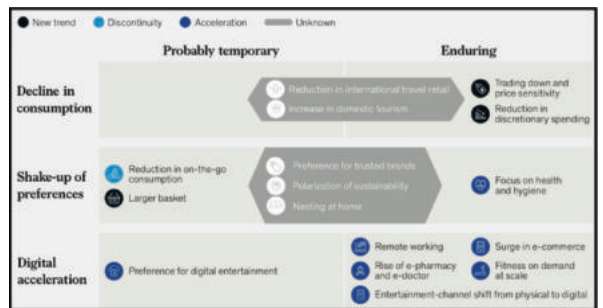 New trend
Discontinuity
Acceleration
Unknown
Probably temporary
Enduring
Decline in
consumption
Reduction in international travel retail
Increase in domestic tourism
Trading down and
price sensitivity
Reduction in
discretionary spending
Shake-up of
preferences
Reduction in on-the-go
consumption
Larger basket
Preference for trusted brands
Polarization of sustainability
Nesting at home
Focus on health
and hygiene
Digital
acceleration
Preference for digital entertainment
Remote working
Surge in e-commerce
Rise of e-pharmacy
and e-doctor
Fitness on demand
at scale
Entertainment-channel shift from physical to digital